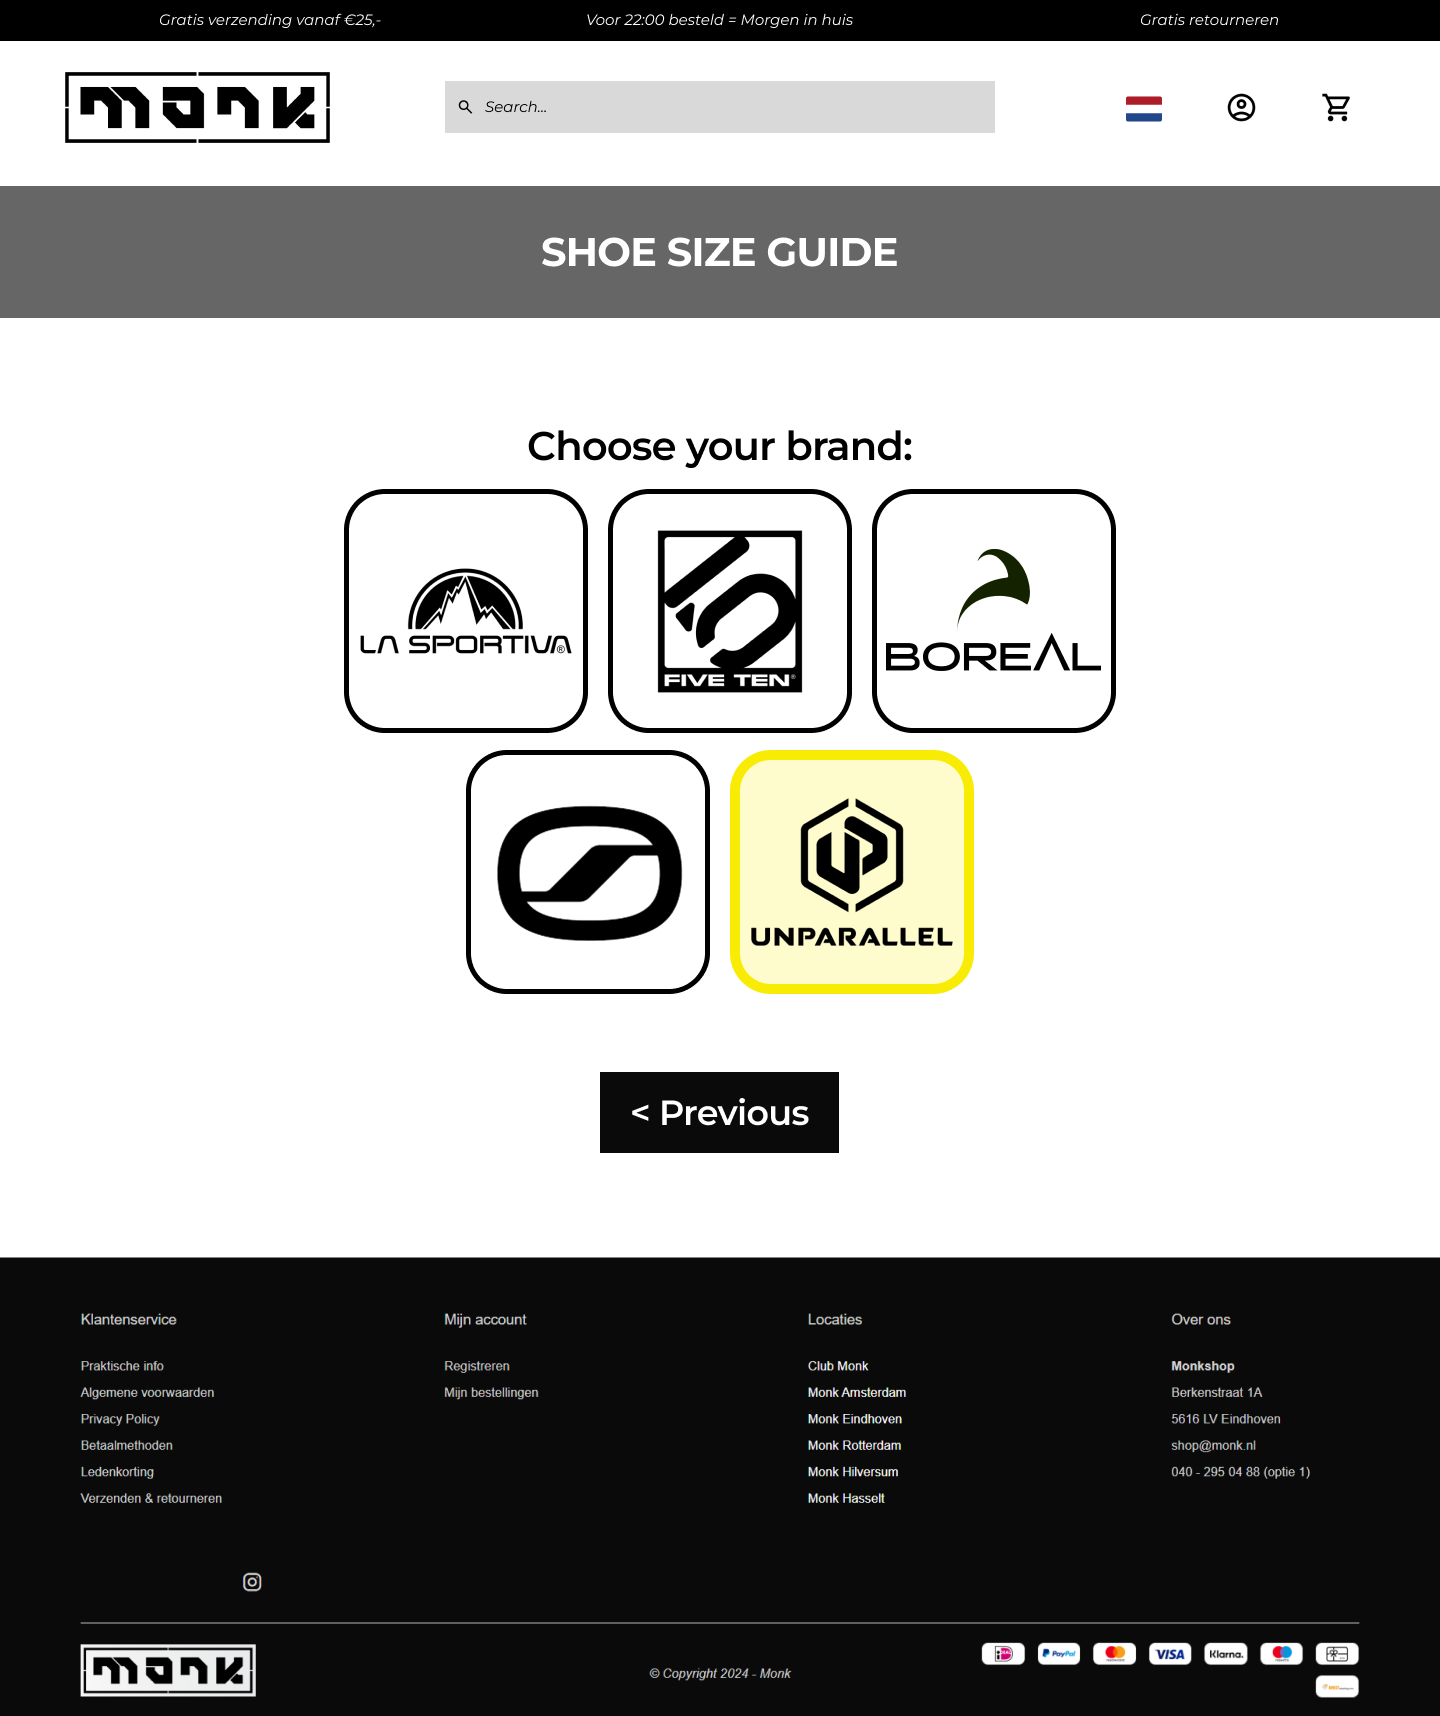 Gratis verzending vanaf €25,-
Voor 22:00 besteld = Morgen in huis
Gratis retourneren
monk
Search...
SHOE SIZE GUIDE
Choose your brand:
LA SPORTIVA®
FIVE TEN®
BOREAL
UP
UNPARALLEL
< Previous
Klantenservice
Praktische info
Algemene voorwaarden
Privacy Policy
Betaalmethoden
Ledenkorting
Verzenden & retourneren
Mijn account
Registreren
Mijn bestellingen
Locaties
Club Monk
Monk Amsterdam
Monk Eindhoven
Monk Rotterdam
Monk Hilversum
Monk Hasselt
Over ons
Monkshop
Berkenstraat 1A
5616 LV Eindhoven
shop@monk.nl
040 - 295 04 88 (optie 1)
monk
© Copyright 2024 - Monk
PayPal
VISA
Klarna.